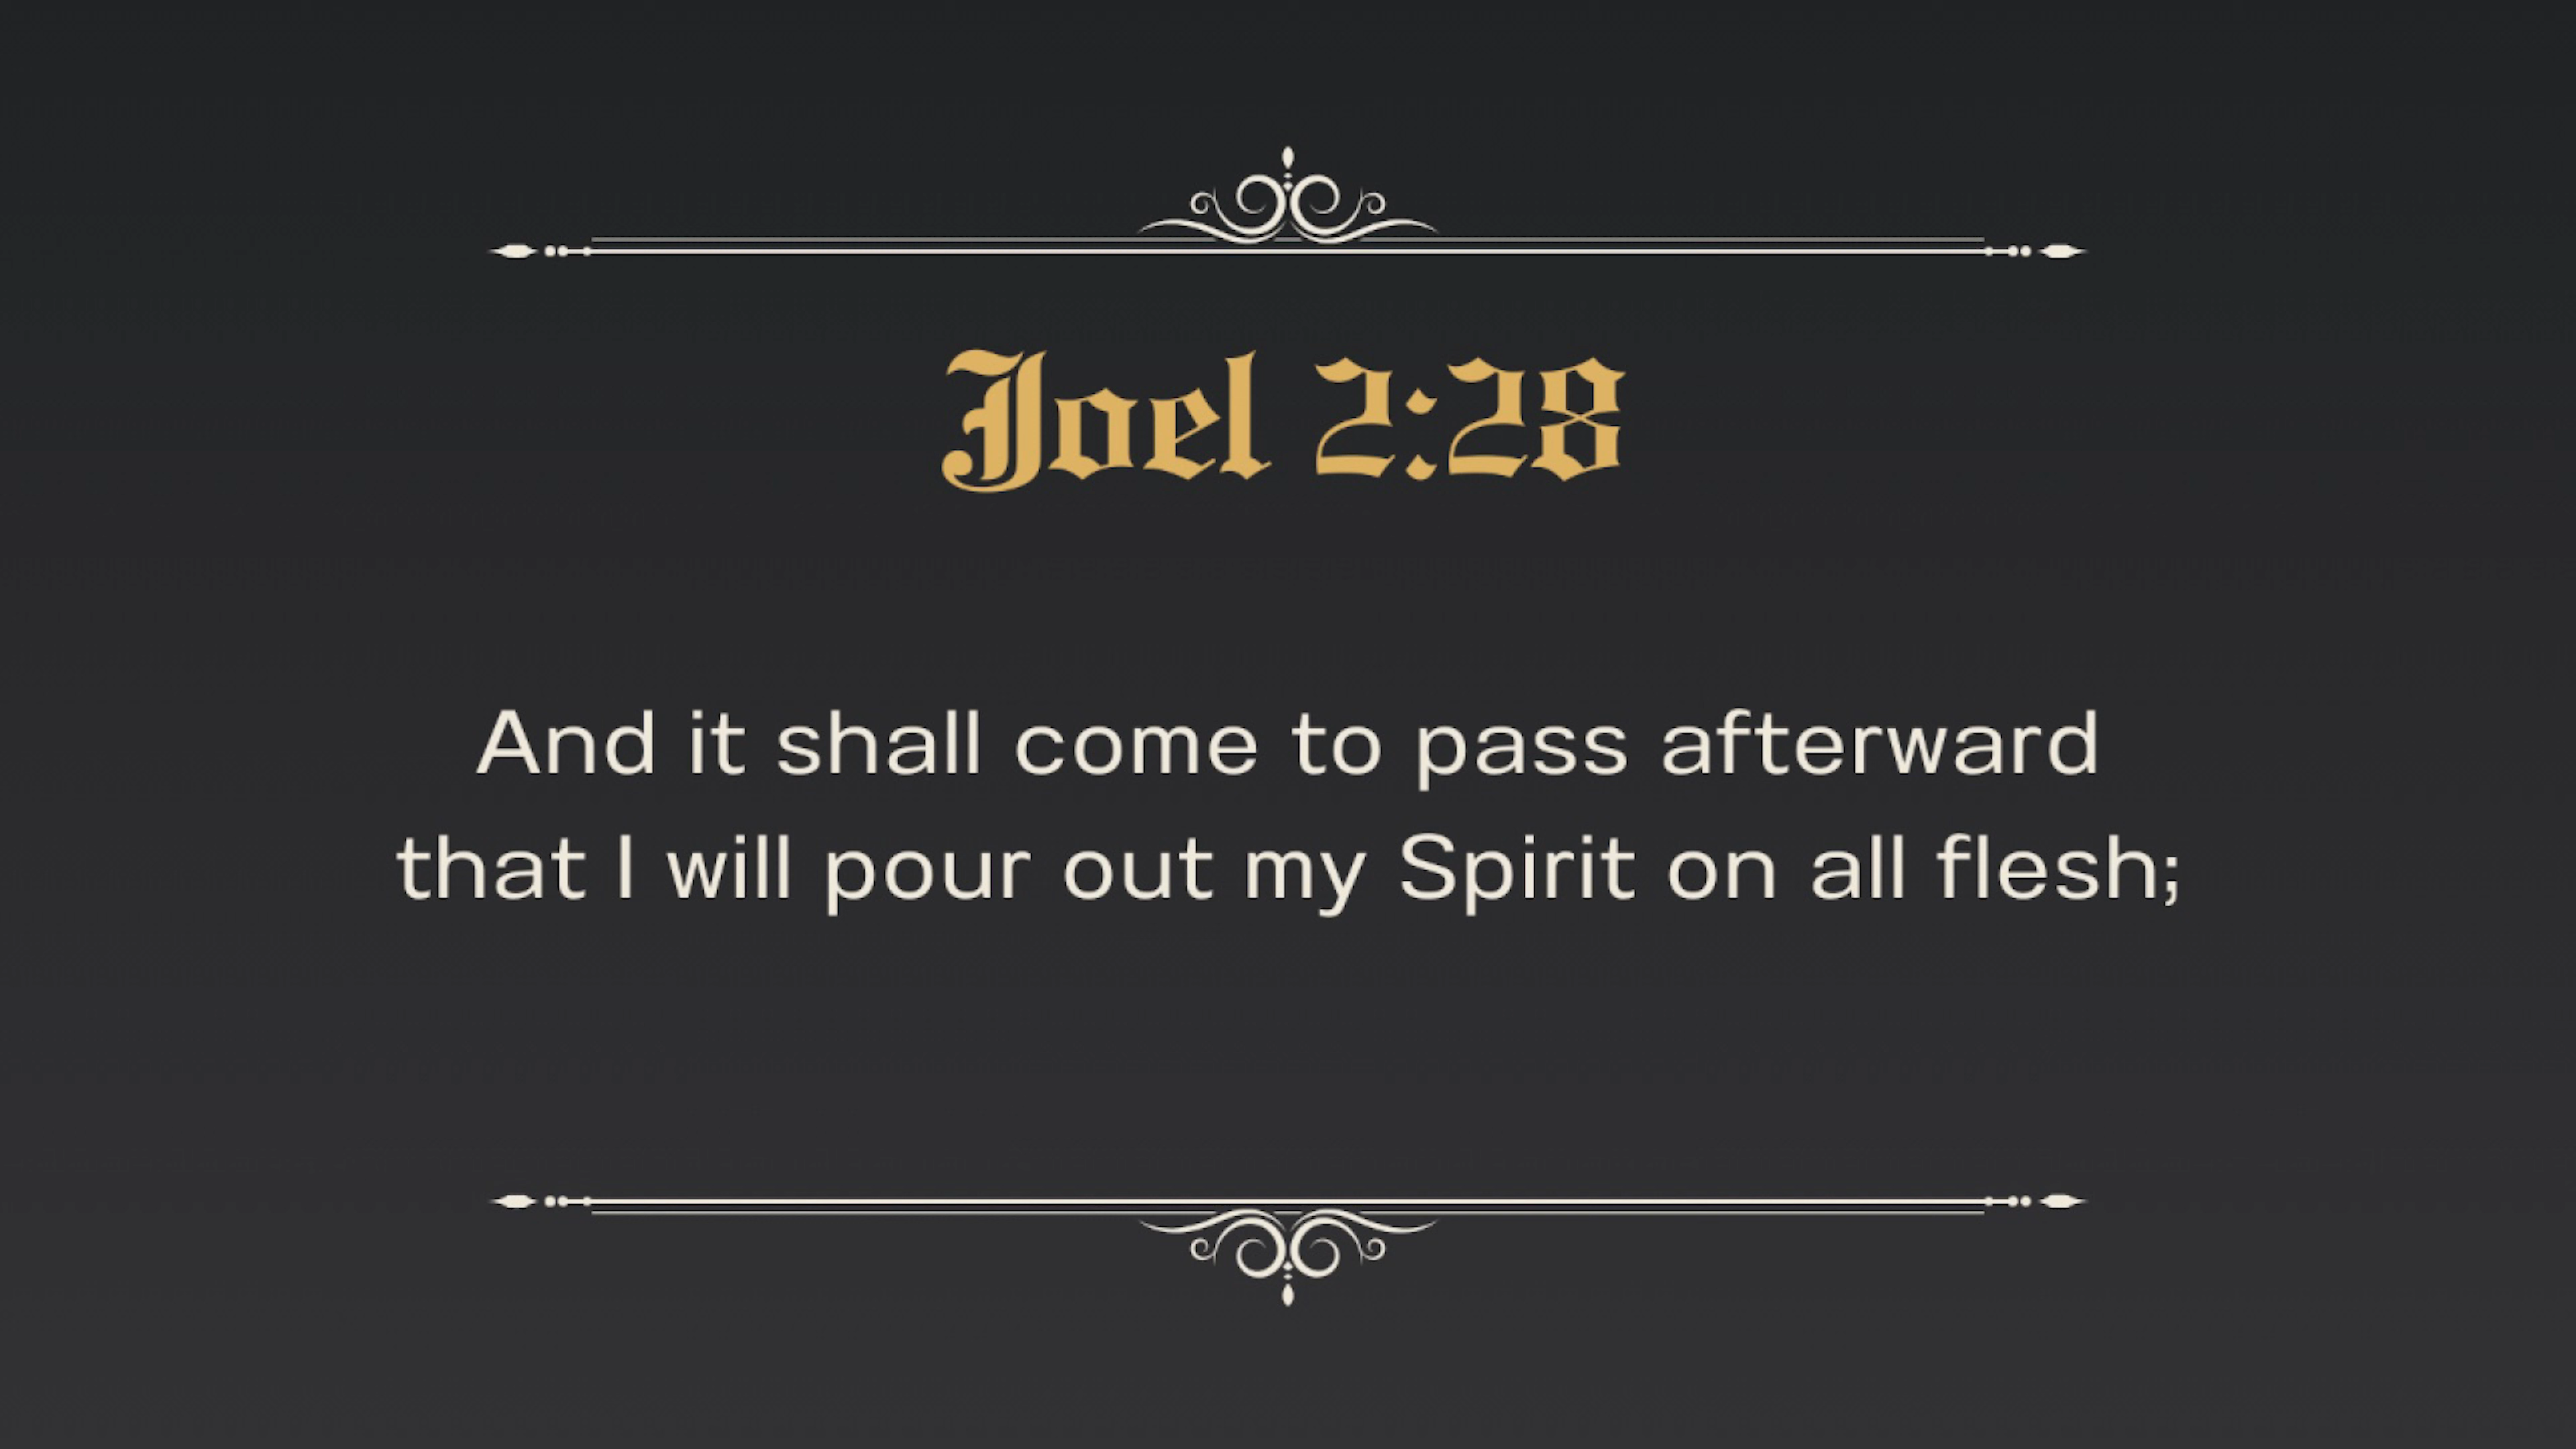 Joel 2:28
And it shall come to pass afterward
that I will pour out my Spirit on all flesh;